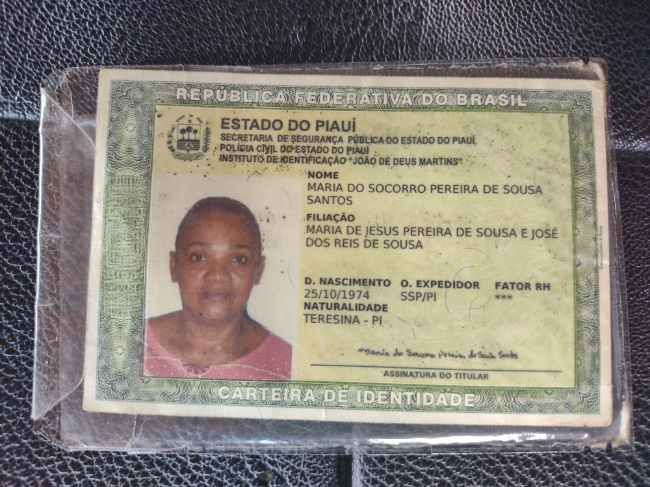 REPÚBLICA FEDERATIVA DO BRASIL
ESTADO DO PIAUÍ
SECRETARIA DE SEGURANÇA PÚBLICA DO ESTADO DO PIAUÍ
POLÍCIA CIVIL DO ESTADO DO PIAUÍ
INSTITUTO DE IDENTIFICAÇÃO "JOÃO DE DEUS MARTINS"
NOME
MARIA DO SOCORRO PEREIRA DE SOUSA
SANTOS
FILIAÇÃO
MARIA DE JESUS PEREIRA DE SOUSA E JOSÉ
DOS REIS DE SOUSA
D. NASCIMENTO O. EXPEDIDOR FATOR RH
25/10/1974 SSP/PI ***
NATURALIDADE
TERESINA - PI
Maria do Socorro Pereira de Sousa Santos
ASSINATURA DO TITULAR
CARTEIRA DE IDENTIDADE